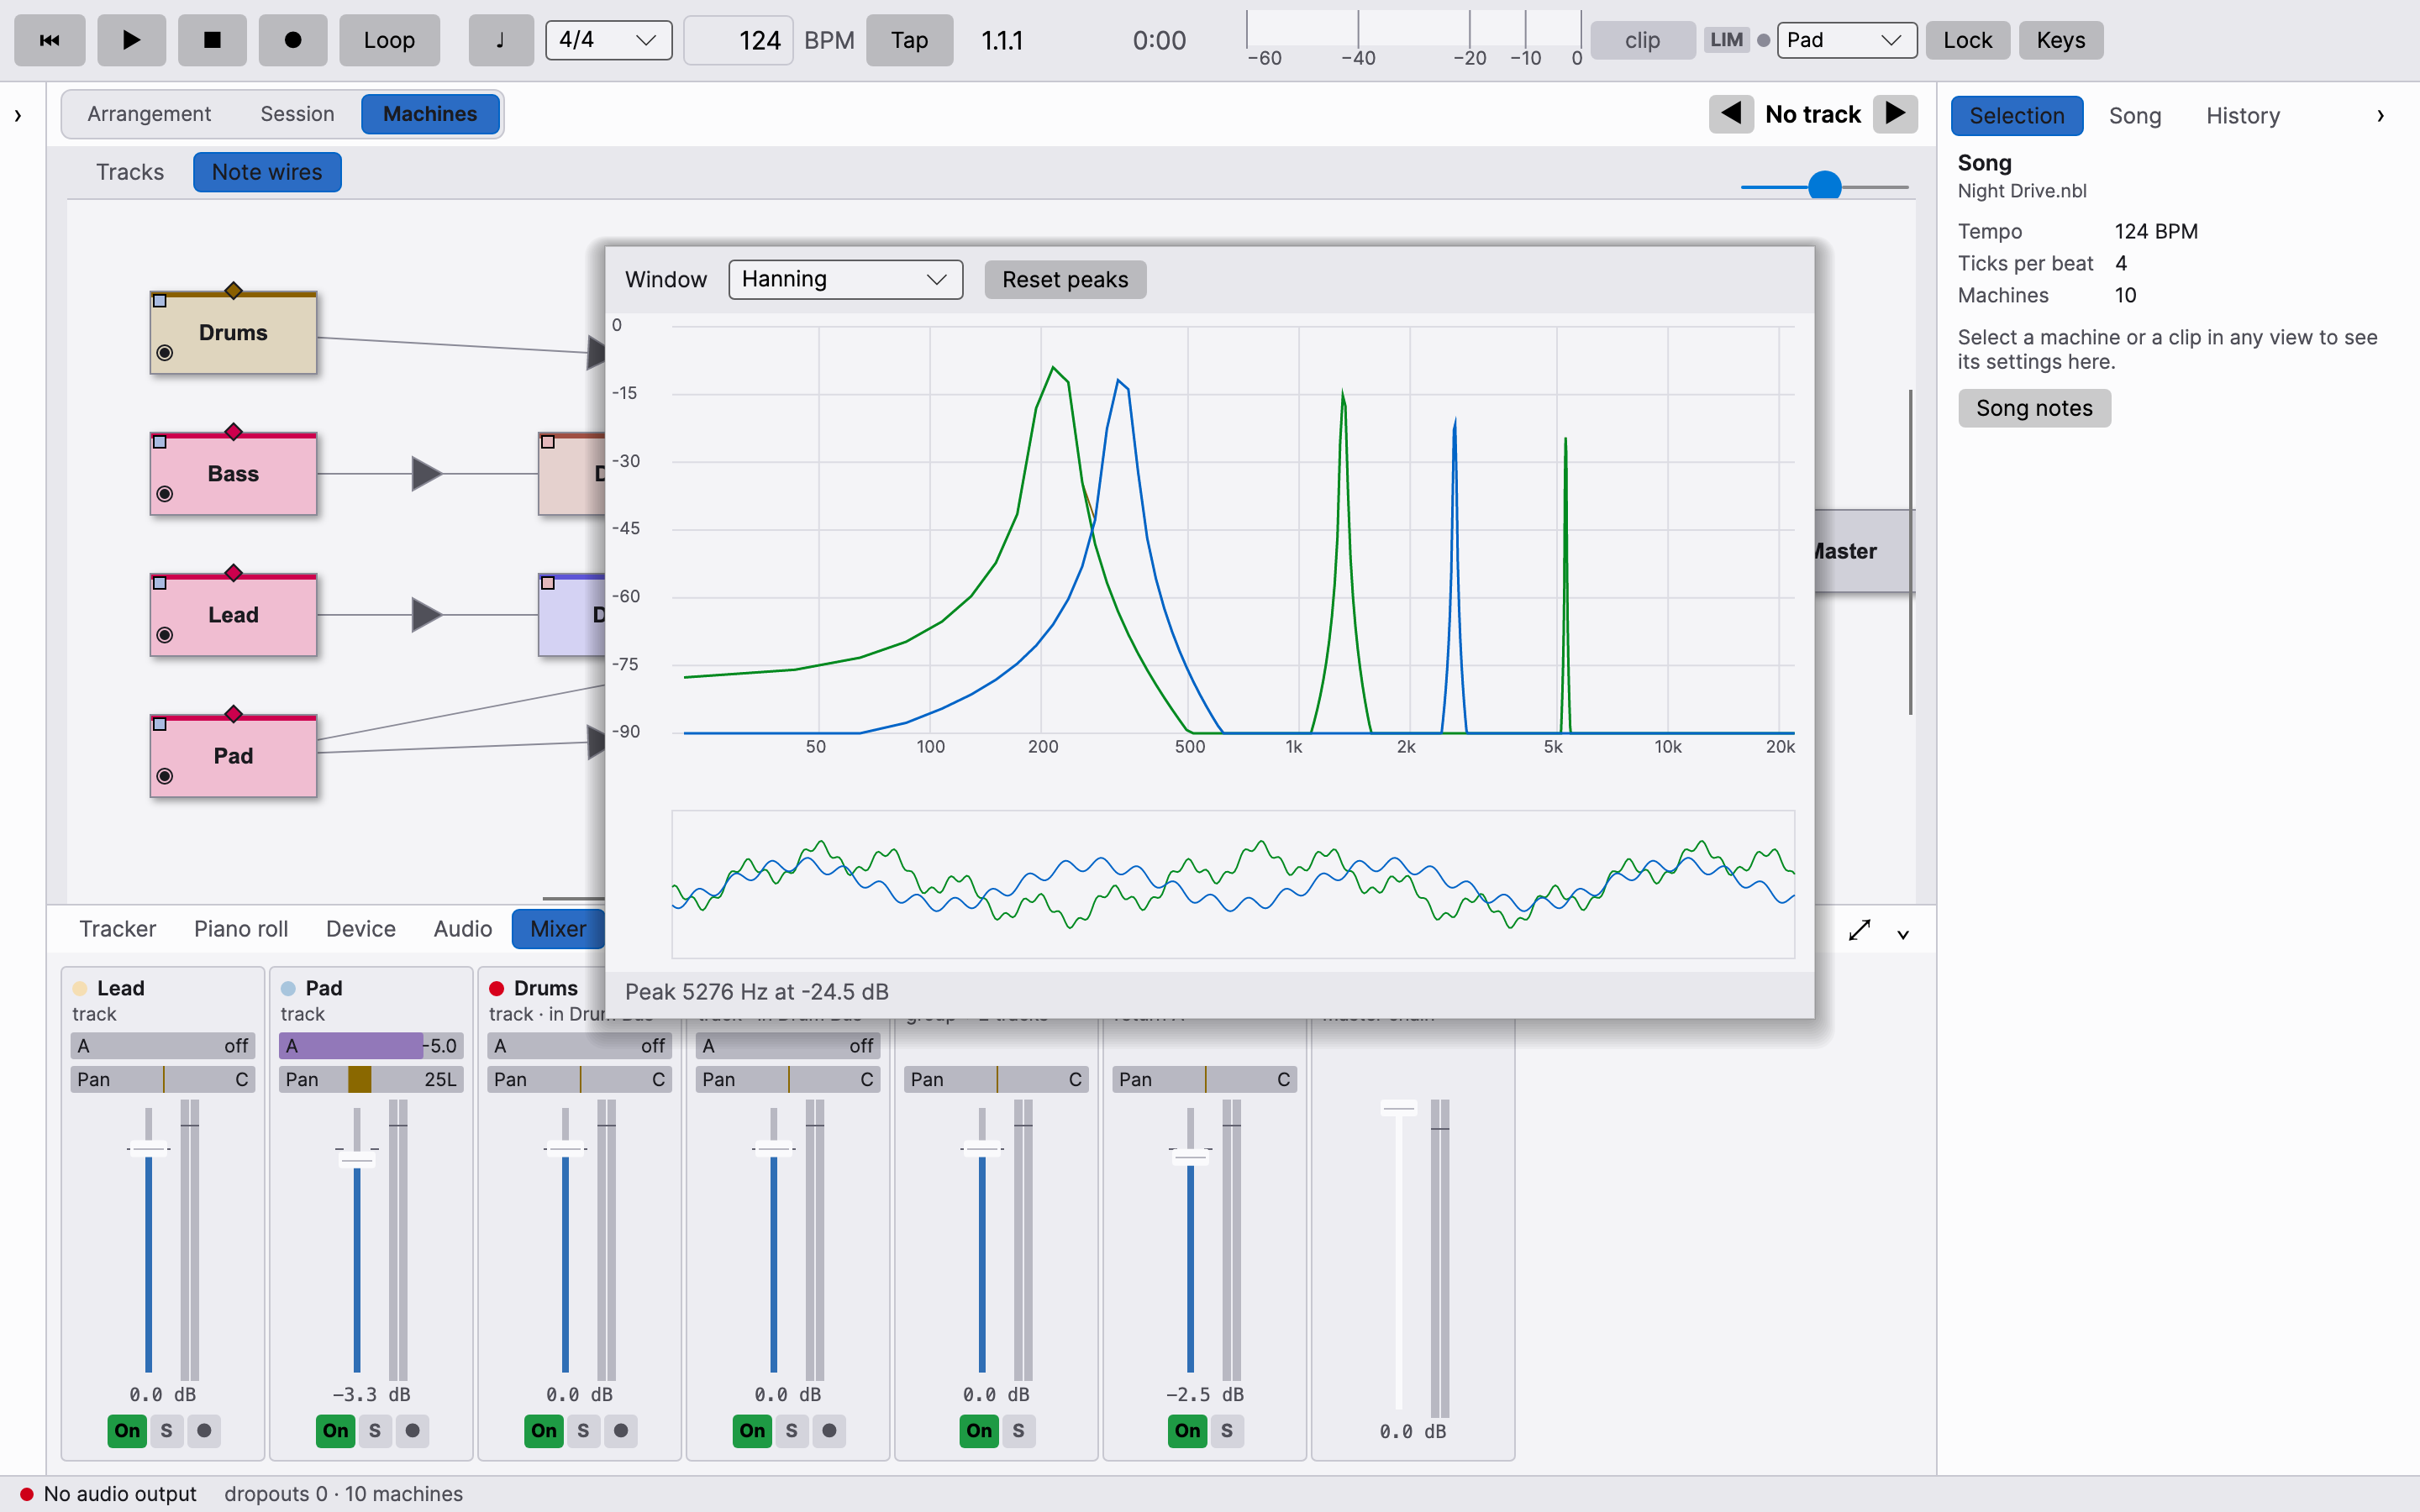 Loop
4/4
124 BPM
Tap
1.1.1
0:00
−60 −40 −20 −10 0
clip
LIM
Pad
Lock
Keys
Arrangement
Session
Machines
No track
Selection
Song
History
Tracks
Note wires
Song
Night Drive.nbl
Tempo 124 BPM
Ticks per beat 4
Machines 10
Select a machine or a clip in any view to see
its settings here.
Song notes
Drums
Bass
Lead
Pad
Master
Window
Hanning
Reset peaks
0
-15
-30
-45
-60
-75
-90
50 100 200 500 1k 2k 5k 10k 20k
Peak 5276 Hz at -24.5 dB
Tracker
Piano roll
Device
Audio
Mixer
Lead
track
A off
Pan C
0.0 dB
On S
Pad
track
A -5.0
Pan 25L
−3.3 dB
On S
Drums
track · in Drum Bus
A off
Pan C
0.0 dB
On S
A off
Pan C
0.0 dB
On S
Pan C
0.0 dB
On S
Pan C
−2.5 dB
On S
0.0 dB
No audio output
dropouts 0 · 10 machines